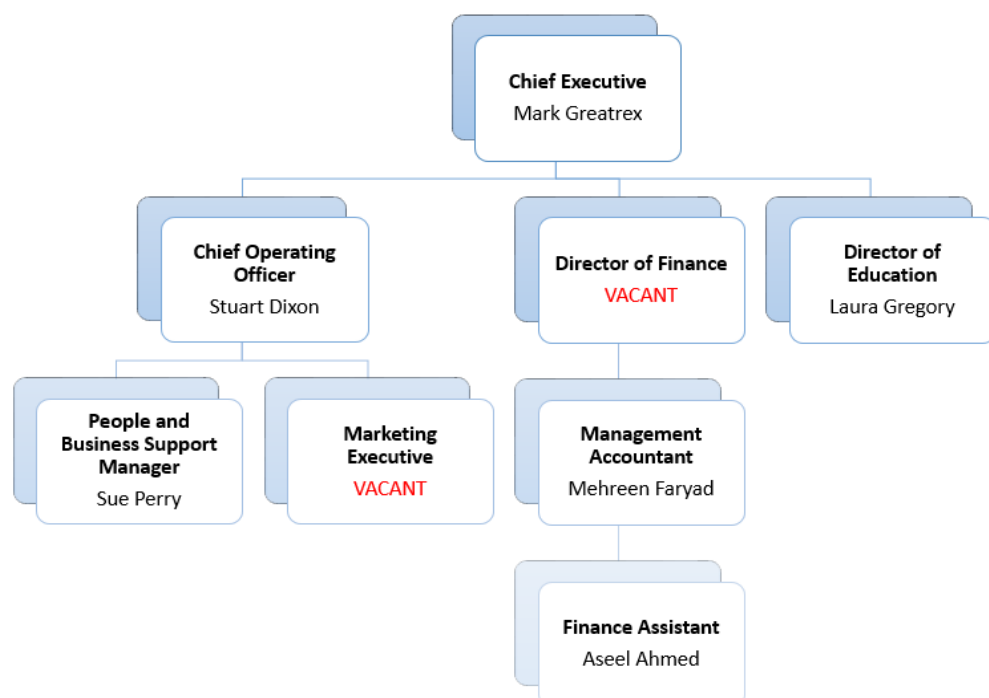 Chief Executive
Mark Greatrex
Chief Operating
Officer
Stuart Dixon
Director of Finance
VACANT
Director of
Education
Laura Gregory
People and
Business Support
Manager
Sue Perry
Marketing
Executive
VACANT
Management
Accountant
Mehreen Faryad
Finance Assistant
Aseel Ahmed